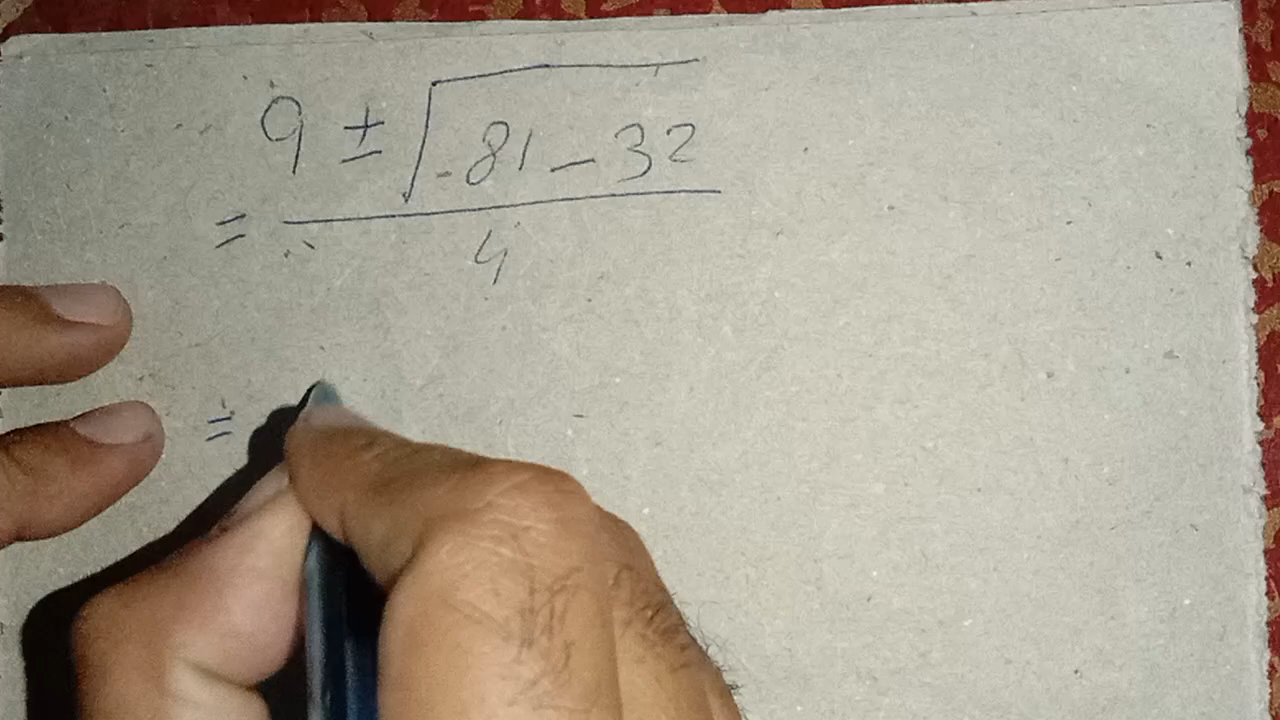 = 9 ± √-81 - 32 / 4
=